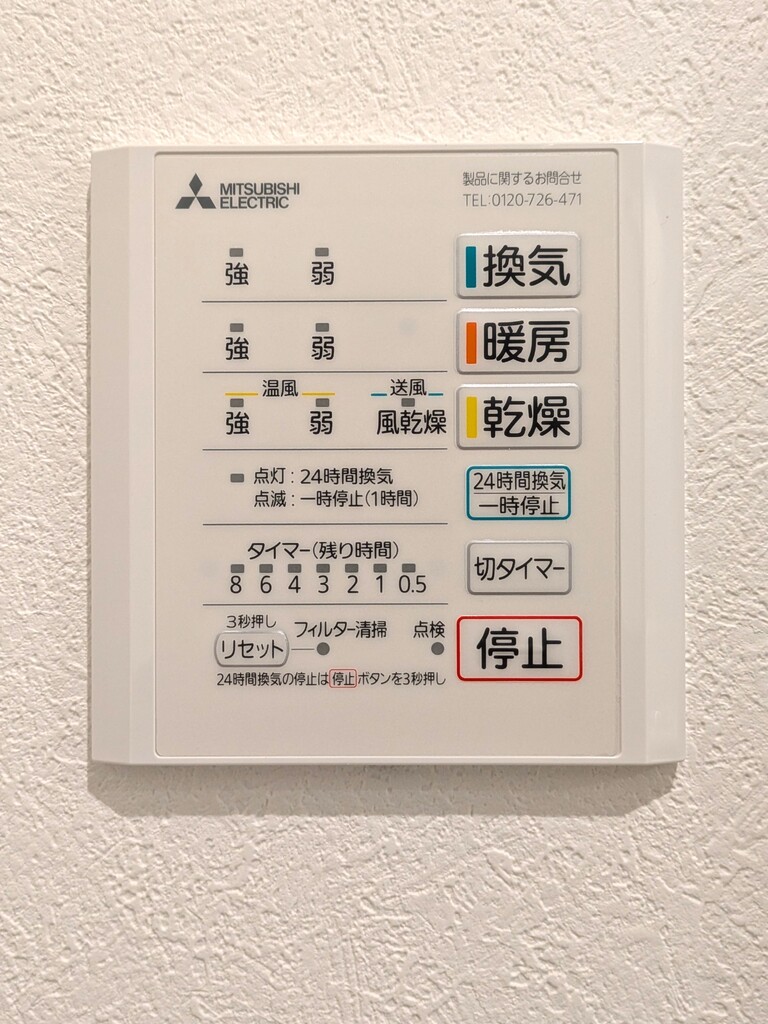 MITSUBISHI
ELECTRIC
製品に関するお問合せ
TEL:0120-726-471
強 弱 換気
強 弱 暖房
温風 送風
強 弱 風乾燥 乾燥
点灯:24時間換気
点滅:一時停止(1時間)
24時間換気
一時停止
タイマー(残り時間)
8 6 4 3 2 1 0.5
切タイマー
3秒押し
リセット フィルター清掃 点検
停止
24時間換気の停止は停止ボタンを3秒押し